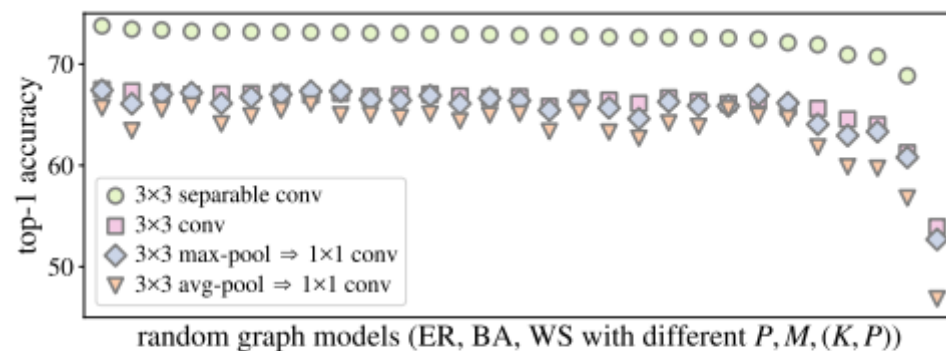 70
60
50
top-1 accuracy
3×3 separable conv
3×3 conv
3×3 max-pool ⇒ 1×1 conv
3×3 avg-pool ⇒ 1×1 conv
random graph models (ER, BA, WS with different P, M, (K, P))